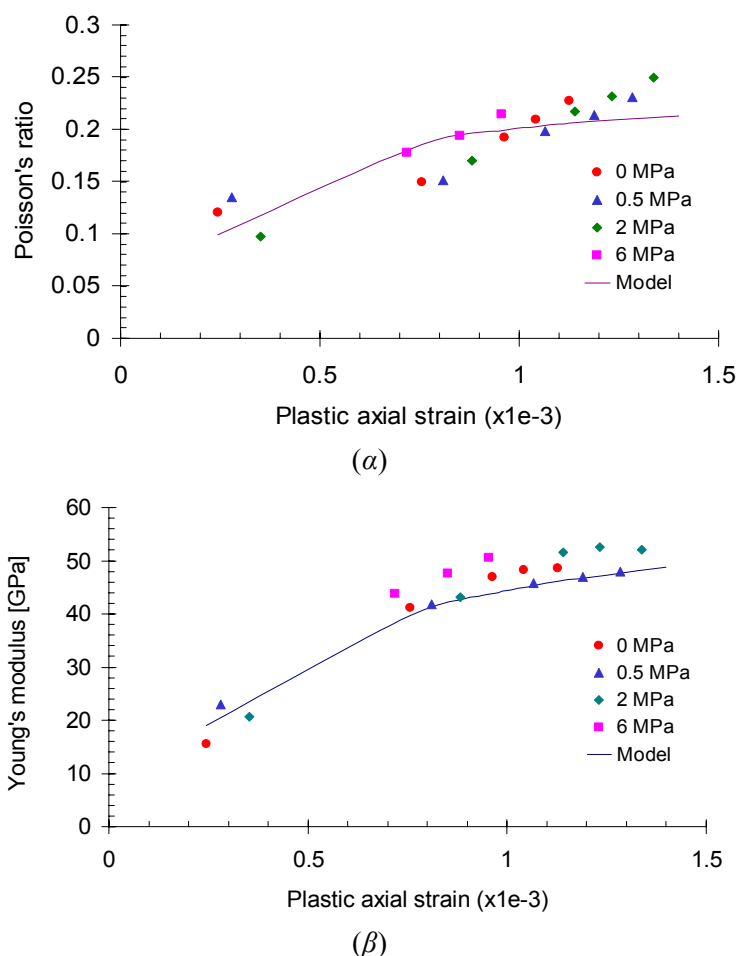 0.3
0.25
0.2
0.15
0.1
0.05
0
Poisson's ratio
0 MPa
0.5 MPa
2 MPa
6 MPa
Model
0 0.5 1 1.5
Plastic axial strain (x1e-3)
(α)
60
50
40
30
20
10
0
Young's modulus [GPa]
0 MPa
0.5 MPa
2 MPa
6 MPa
Model
0 0.5 1 1.5
Plastic axial strain (x1e-3)
(β)